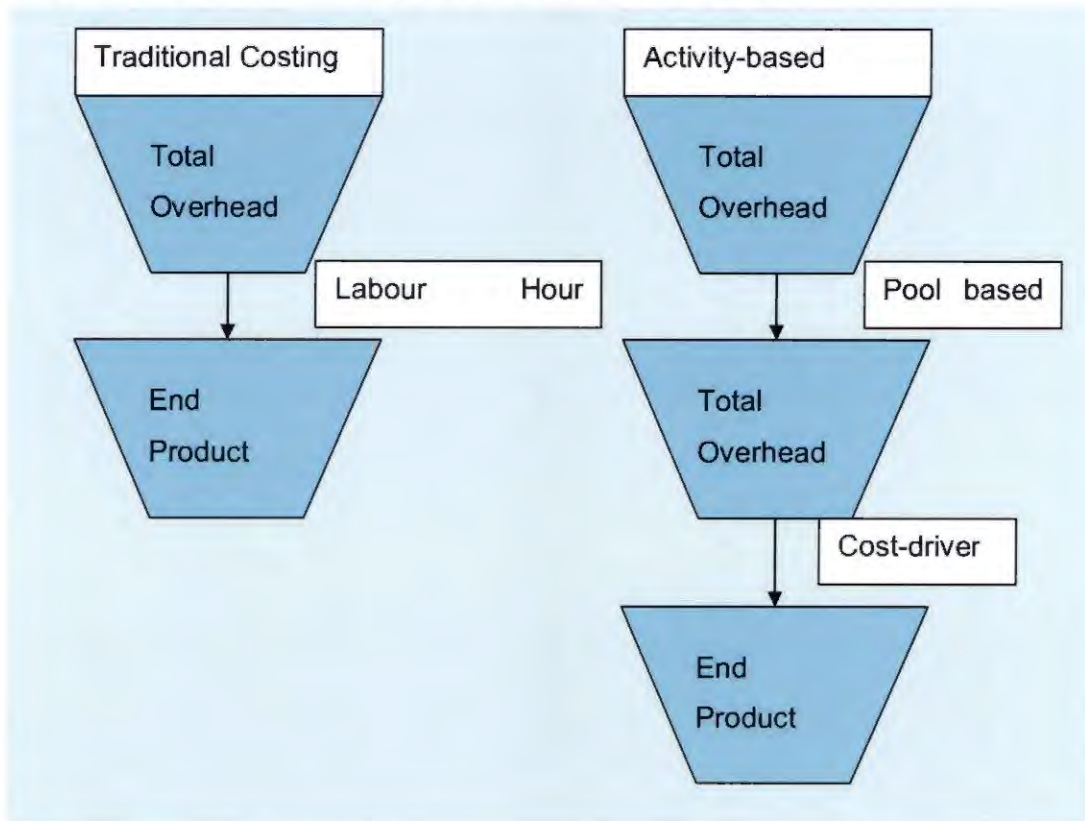 Traditional Costing
Total
Overhead
Labour Hour
End
Product
Activity-based
Total
Overhead
Pool based
Total
Overhead
Cost-driver
End
Product